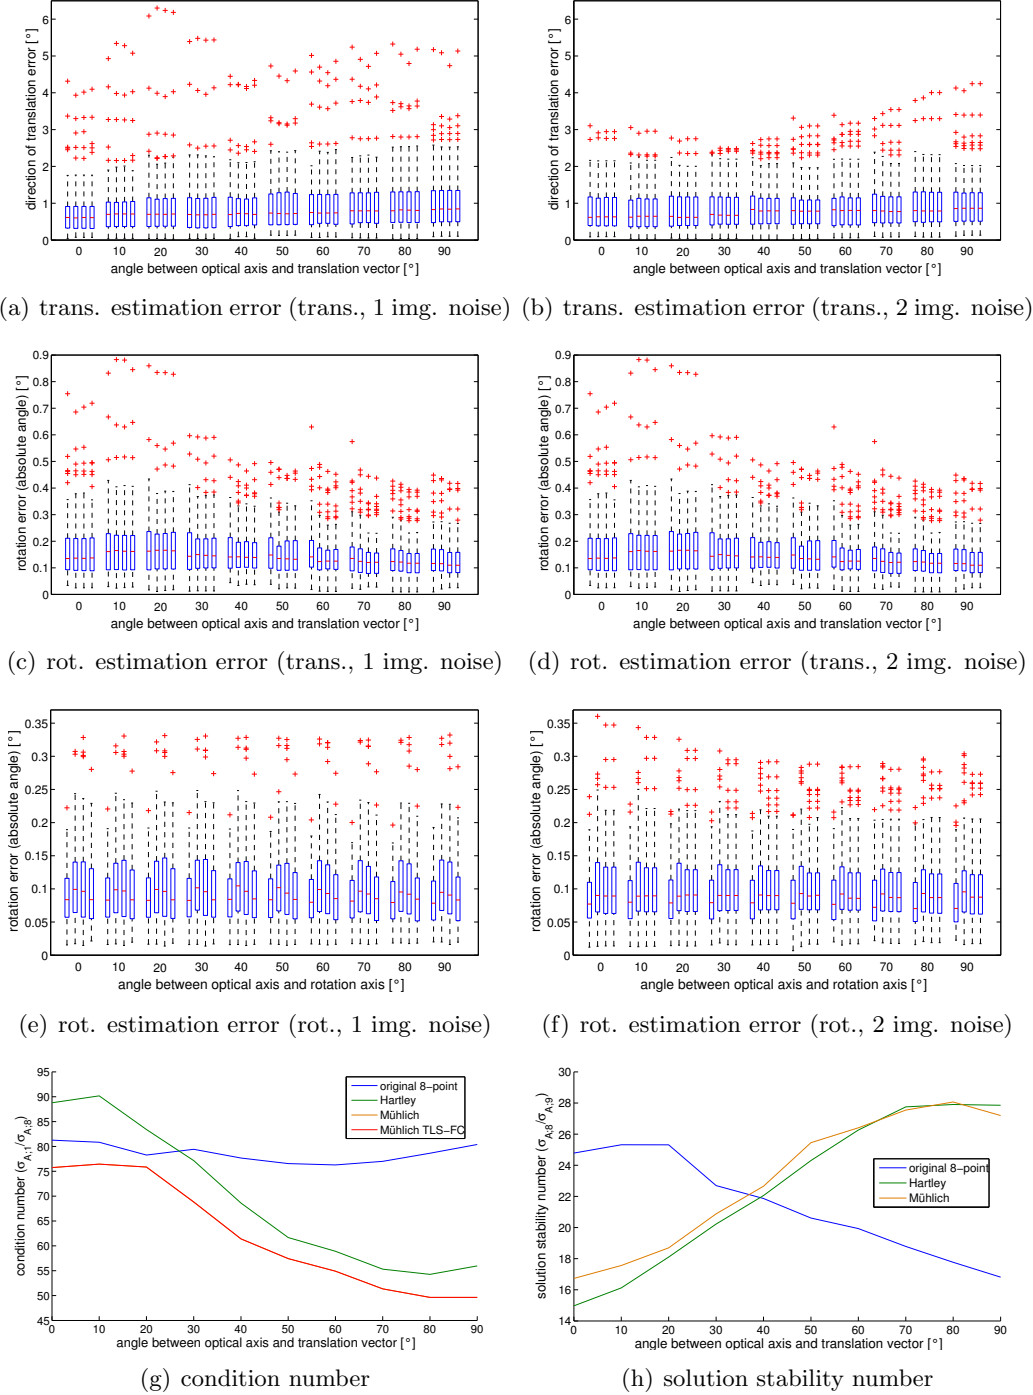 direction of translation error [°]
6
5
4
3
2
1
0
0 10 20 30 40 50 60 70 80 90
angle between optical axis and translation vector [°]
(a) trans. estimation error (trans., 1 img. noise)
direction of translation error [°]
6
5
4
3
2
1
0
0 10 20 30 40 50 60 70 80 90
angle between optical axis and translation vector [°]
(b) trans. estimation error (trans., 2 img. noise)
rotation error (absolute angle) [°]
0.9
0.8
0.7
0.6
0.5
0.4
0.3
0.2
0.1
0
0 10 20 30 40 50 60 70 80 90
angle between optical axis and translation vector [°]
(c) rot. estimation error (trans., 1 img. noise)
rotation error (absolute angle) [°]
0.9
0.8
0.7
0.6
0.5
0.4
0.3
0.2
0.1
0
0 10 20 30 40 50 60 70 80 90
angle between optical axis and translation vector [°]
(d) rot. estimation error (trans., 2 img. noise)
rotation error (absolute angle) [°]
0.35
0.3
0.25
0.2
0.15
0.1
0.05
0
0 10 20 30 40 50 60 70 80 90
angle between optical axis and rotation axis [°]
(e) rot. estimation error (rot., 1 img. noise)
rotation error (absolute angle) [°]
0.35
0.3
0.25
0.2
0.15
0.1
0.05
0
0 10 20 30 40 50 60 70 80 90
angle between optical axis and rotation axis [°]
(f) rot. estimation error (rot., 2 img. noise)
condition number (σA;1/σA;8)
95
90
85
80
75
70
65
60
55
50
45
original 8−point
Hartley
Mühlich
Mühlich TLS−FC
0 10 20 30 40 50 60 70 80 90
angle between optical axis and translation vector [°]
(g) condition number
solution stability number (σA;8/σA;9)
30
28
26
24
22
20
18
16
14
original 8−point
Hartley
Mühlich
0 10 20 30 40 50 60 70 80 90
angle between optical axis and translation vector [°]
(h) solution stability number